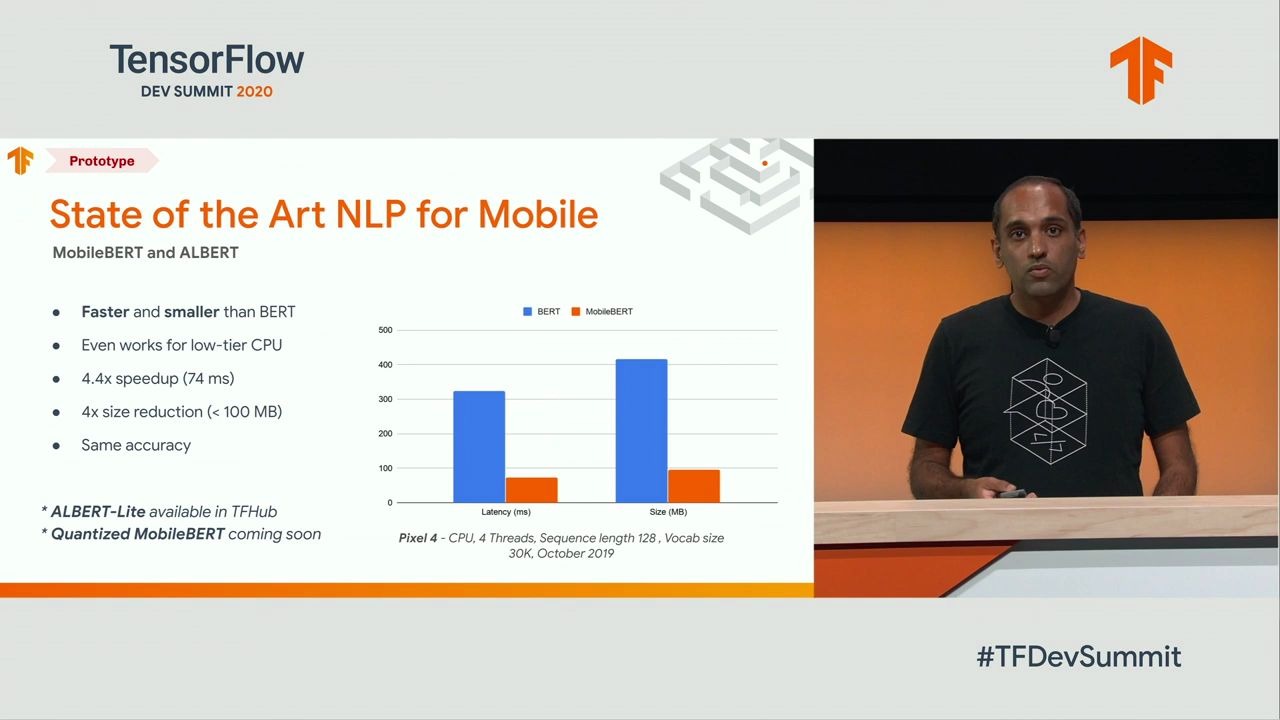 TensorFlow
DEV SUMMIT 2020
Prototype
State of the Art NLP for Mobile
MobileBERT and ALBERT
● Faster and smaller than BERT
● Even works for low-tier CPU
● 4.4x speedup (74 ms)
● 4x size reduction (< 100 MB)
● Same accuracy
* ALBERT-Lite available in TFHub
* Quantized MobileBERT coming soon
BERT MobileBERT
500
400
300
200
100
0
Latency (ms) Size (MB)
Pixel 4 - CPU, 4 Threads, Sequence length 128 , Vocab size
30K, October 2019
#TFDevSummit